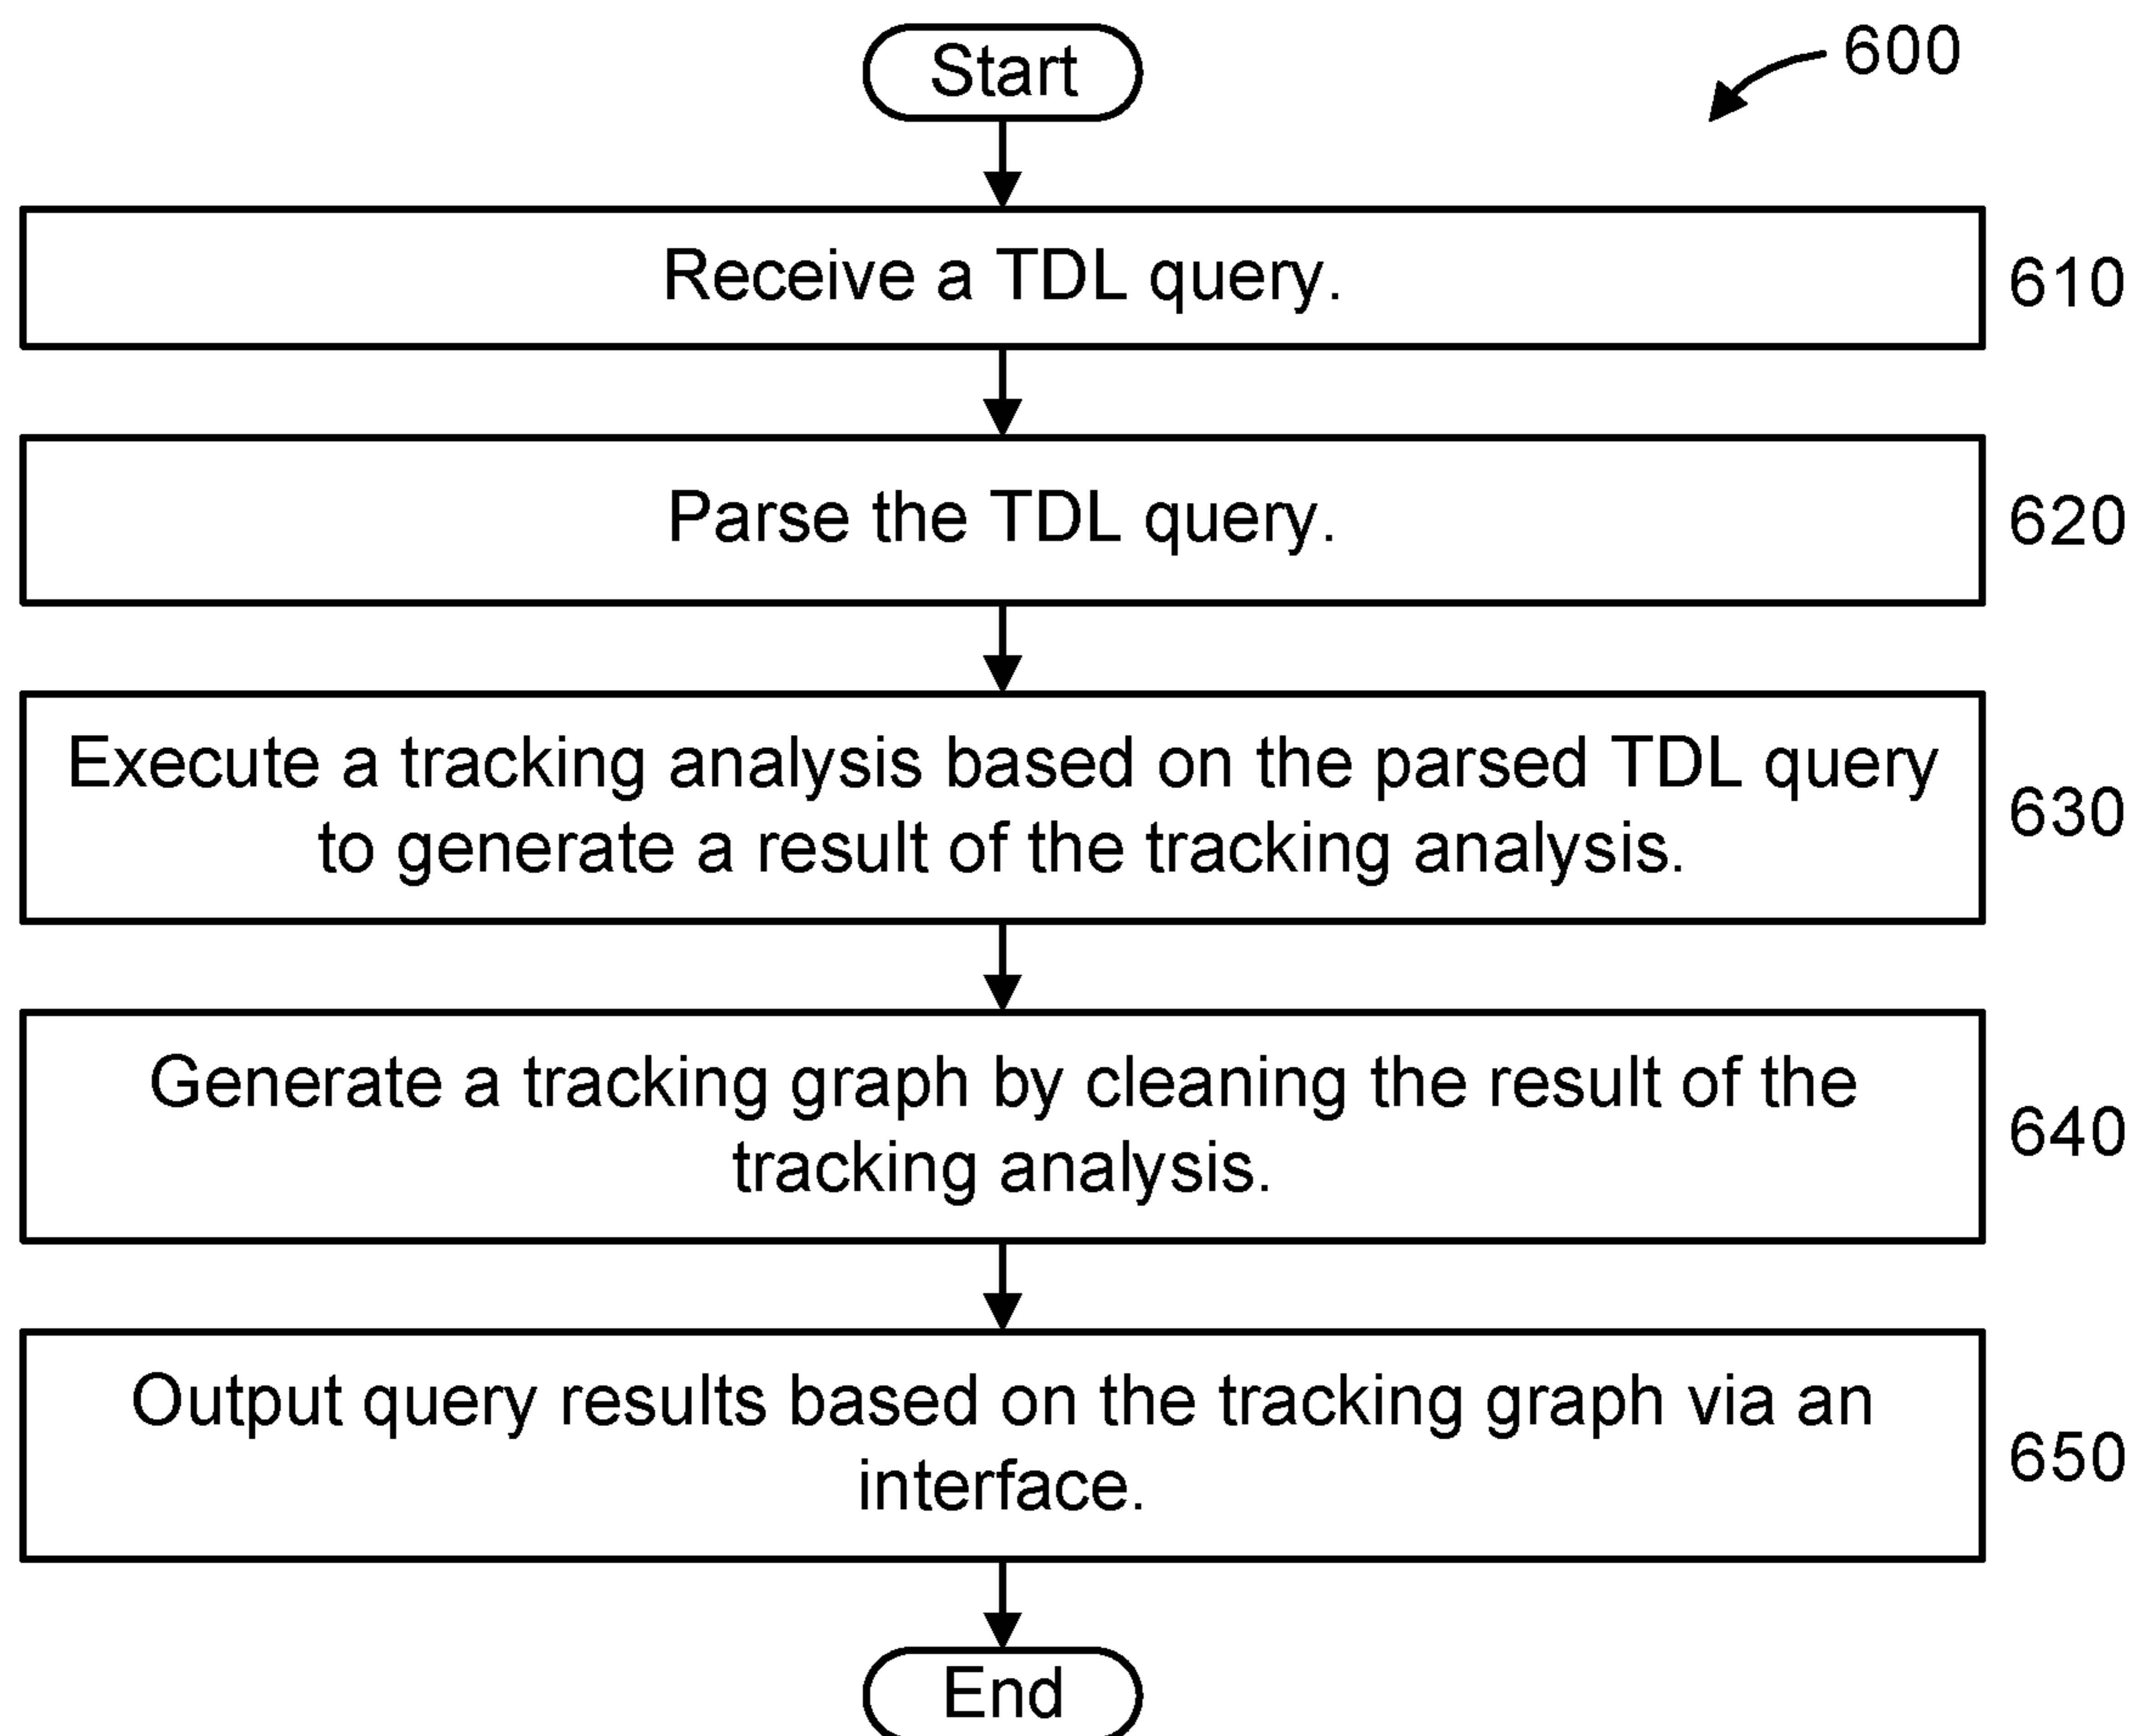 Start
600
Receive a TDL query.
610
Parse the TDL query.
620
Execute a tracking analysis based on the parsed TDL query
to generate a result of the tracking analysis.
630
Generate a tracking graph by cleaning the result of the
tracking analysis.
640
Output query results based on the tracking graph via an
interface.
650
End